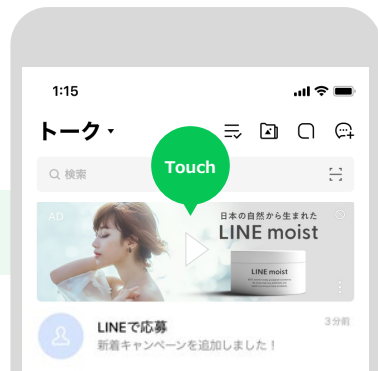 1:15
トーク
Touch
検索
AD
日本の自然から生まれた
LINE moist
LINE moist
LINEで応募
3分前
新着キャンペーンを追加しました！